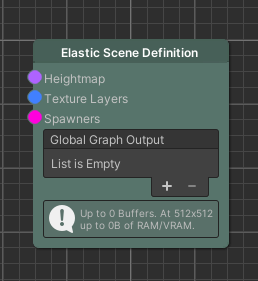 Elastic Scene Definition
Heightmap
Texture Layers
Spawners
Global Graph Output
List is Empty
+ −
Up to 0 Buffers. At 512x512
up to 0B of RAM/VRAM.